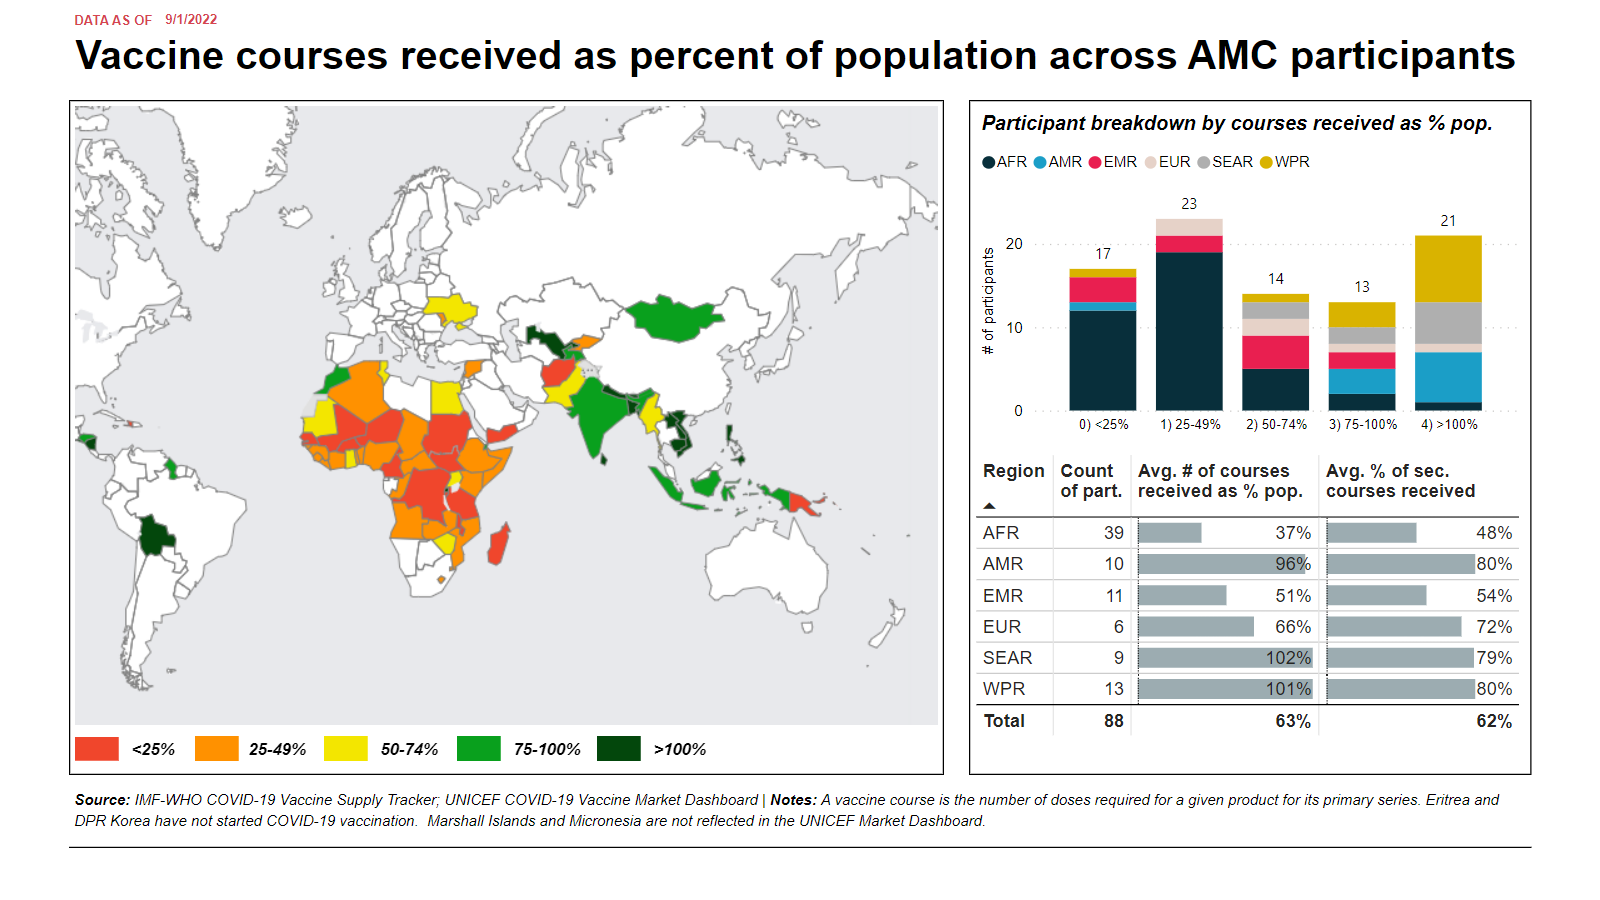 DATA AS OF 9/1/2022
Vaccine courses received as percent of population across AMC participants
<25% 25-49% 50-74% 75-100% >100%
Participant breakdown by courses received as % pop.
AFR AMR EMR EUR SEAR WPR
# of participants
20
10
0
17 23 14 13 21
0) <25% 1) 25-49% 2) 50-74% 3) 75-100% 4) >100%
Region Count Avg. # of courses Avg. % of sec.
of part. received as % pop. courses received
AFR 39 37% 48%
AMR 10 96% 80%
EMR 11 51% 54%
EUR 6 66% 72%
SEAR 9 102% 79%
WPR 13 101% 80%
Total 88 63% 62%
Source: IMF-WHO COVID-19 Vaccine Supply Tracker; UNICEF COVID-19 Vaccine Market Dashboard | Notes: A vaccine course is the number of doses required for a given product for its primary series. Eritrea and
DPR Korea have not started COVID-19 vaccination. Marshall Islands and Micronesia are not reflected in the UNICEF Market Dashboard.